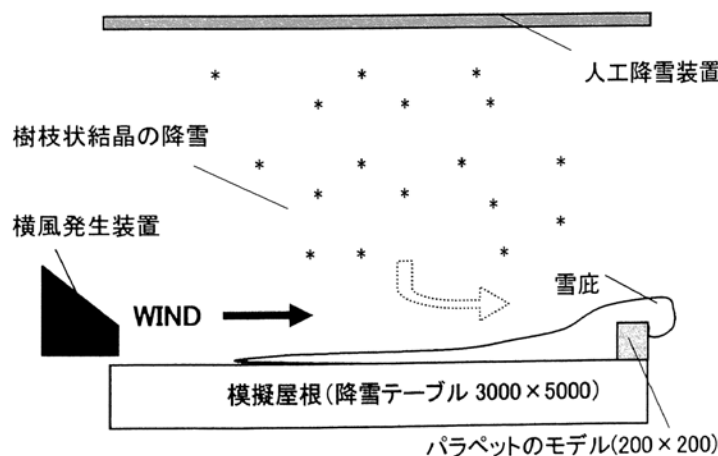 人工降雪装置
樹枝状結晶の降雪
横風発生装置
雪庇
WIND
模擬屋根(降雪テーブル 3000×5000)
パラペットのモデル(200×200)